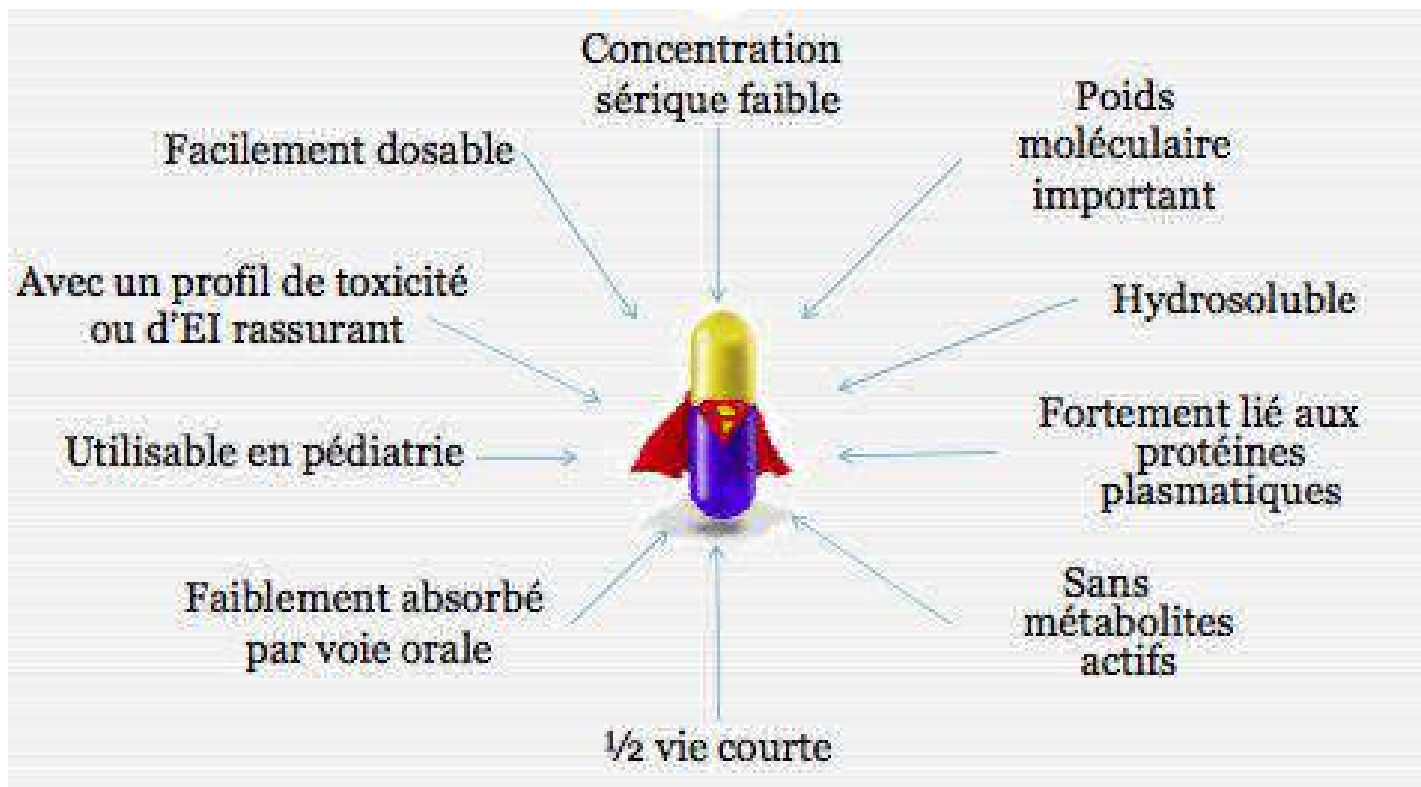 Concentration
sérique faible
Poids
moléculaire
important
Hydrosoluble
Fortement lié aux
protéines
plasmatiques
Sans
métabolites
actifs
½ vie courte
Faiblement absorbé
par voie orale
Utilisable en pédiatrie
Avec un profil de toxicité
ou d'EI rassurant
Facilement dosable